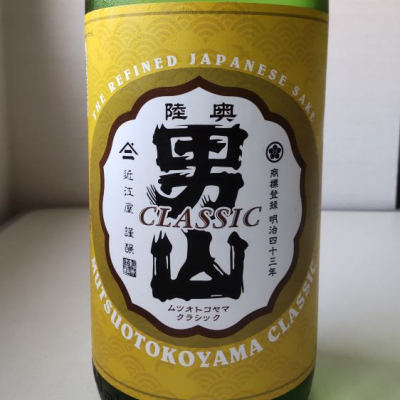 THE REFINED JAPANESE SAKE
陸奥
男山
CLASSIC
商標登録 明治四十三年
近江屋 謹醸
ムツオトコヤマ
クラシック
MUTSUOTOKOYAMA CLASSIC